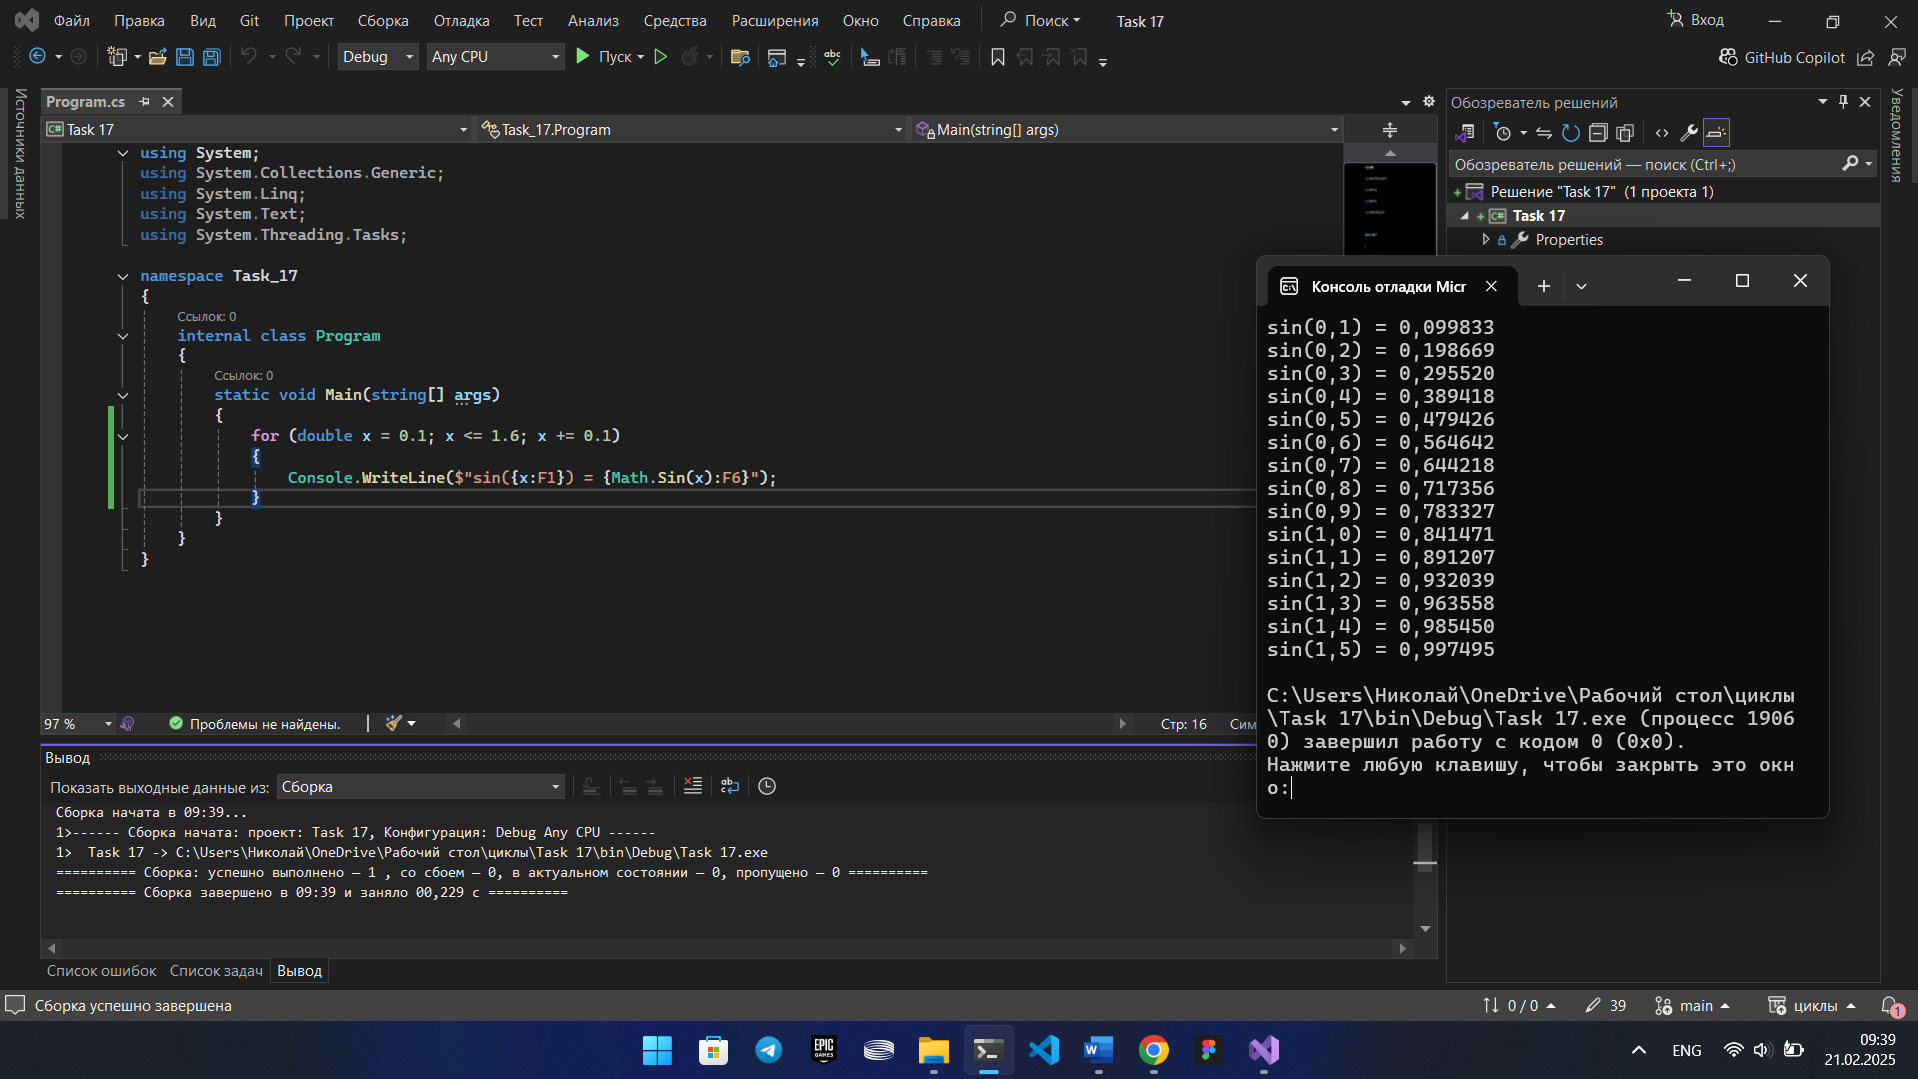 Файл Правка Вид Git Проект Сборка Отладка Тест Анализ Средства Расширения Окно Справка Поиск Task 17 Вход
Debug Any CPU Пуск abc GitHub Copilot
Источники данных
Program.cs
Task 17 Task_17.Program Main(string[] args)
using System;
using System.Collections.Generic;
using System.Linq;
using System.Text;
using System.Threading.Tasks;
namespace Task_17
{
Ссылок: 0
internal class Program
{
Ссылок: 0
static void Main(string[] args)
{
for (double x = 0.1; x <= 1.6; x += 0.1)
{
Console.WriteLine($"sin({x:F1}) = {Math.Sin(x):F6}");
}
}
}
}
97 % Проблемы не найдены. Стр: 16 Сим
Обозреватель решений
Обозреватель решений — поиск (Ctrl+;)
Решение "Task 17" (1 проекта 1)
Task 17
Properties
Уведомления
Консоль отладки Micr
sin(0,1) = 0,099833
sin(0,2) = 0,198669
sin(0,3) = 0,295520
sin(0,4) = 0,389418
sin(0,5) = 0,479426
sin(0,6) = 0,564642
sin(0,7) = 0,644218
sin(0,8) = 0,717356
sin(0,9) = 0,783327
sin(1,0) = 0,841471
sin(1,1) = 0,891207
sin(1,2) = 0,932039
sin(1,3) = 0,963558
sin(1,4) = 0,985450
sin(1,5) = 0,997495
C:\Users\Николай\OneDrive\Рабочий стол\циклы
\Task 17\bin\Debug\Task 17.exe (процесс 1906
0) завершил работу с кодом 0 (0x0).
Нажмите любую клавишу, чтобы закрыть это окн
о:
Вывод
Показать выходные данные из: Сборка
Сборка начата в 09:39...
1>------ Сборка начата: проект: Task 17, Конфигурация: Debug Any CPU ------
1>  Task 17 -> C:\Users\Николай\OneDrive\Рабочий стол\циклы\Task 17\bin\Debug\Task 17.exe
========== Сборка: успешно выполнено — 1 , со сбоем — 0, в актуальном состоянии — 0, пропущено — 0 ==========
========== Сборка завершено в 09:39 и заняло 00,229 с ==========
Список ошибок Список задач Вывод
Сборка успешно завершена 0 / 0 39 main циклы 1
EPIC GAMES ENG 09:39
21.02.2025